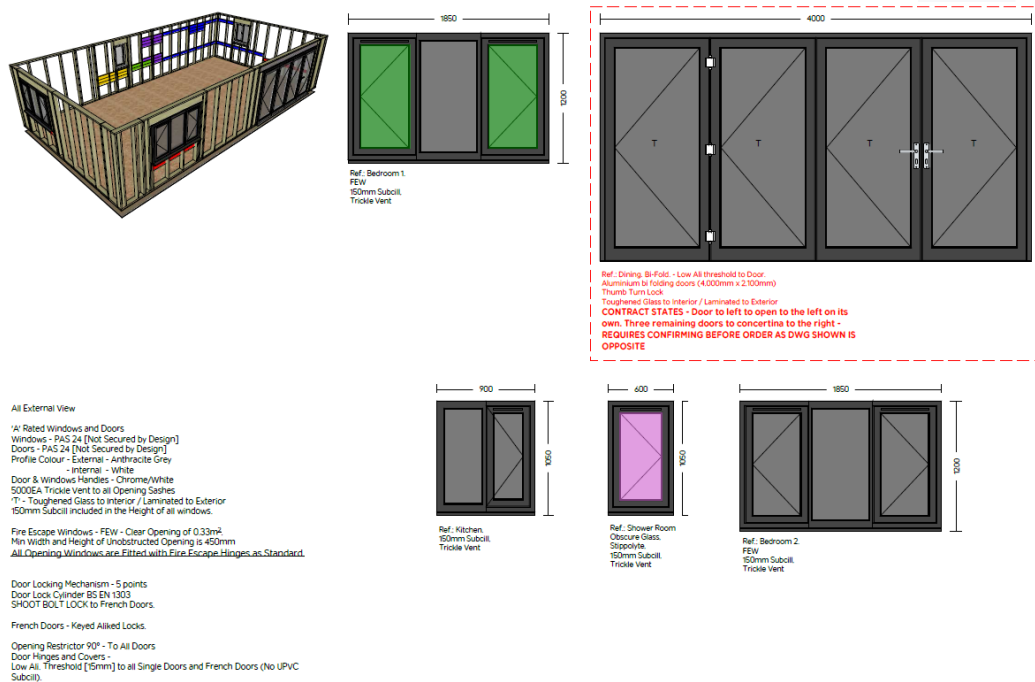 1850
1200
Ref.: Bedroom 1.
FEW
150mm Subcill.
Trickle Vent
4000
T
T
T
T
Ref.: Dining. Bi-Fold. - Low Ali threshold to Door.
Aluminium bi folding doors (4.000mm x 2.100mm)
Thumb Turn Lock
Toughened Glass to Interior / Laminated to Exterior
CONTRACT STATES - Door to left to open to the left on its
own. Three remaining doors to concertina to the right -
REQUIRES CONFIRMING BEFORE ORDER AS DWG SHOWN IS
OPPOSITE
All External View
'A' Rated Windows and Doors
Windows - PAS 24 [Not Secured by Design]
Doors - PAS 24 [Not Secured by Design]
Profile Colour - External - Anthracite Grey
- Internal - White
Door & Windows Handles - Chrome/White
5000EA Trickle Vent to all Opening Sashes
'T' - Toughened Glass to Interior / Laminated to Exterior
150mm Subcill included in the Height of all windows.
Fire Escape Windows - FEW - Clear Opening of 0.33m²
Min Width and Height of Unobstructed Opening is 450mm
All Opening Windows are Fitted with Fire Escape Hinges as Standard.
Door Locking Mechanism - 5 points
Door Lock Cylinder BS EN 1303
SHOOT BOLT LOCK to French Doors.
French Doors - Keyed Aliked Locks.
Opening Restrictor 90° - To All Doors
Door Hinges and Covers -
Low Ali. Threshold [15mm] to all Single Doors and French Doors (No UPVC
Subcill).
900
1050
Ref.: Kitchen.
150mm Subcill.
Trickle Vent
600
1050
Ref.: Shower Room
Obscure Glass.
Stippolyte.
150mm Subcill.
Trickle Vent
1850
1200
Ref.: Bedroom 2.
FEW
150mm Subcill.
Trickle Vent